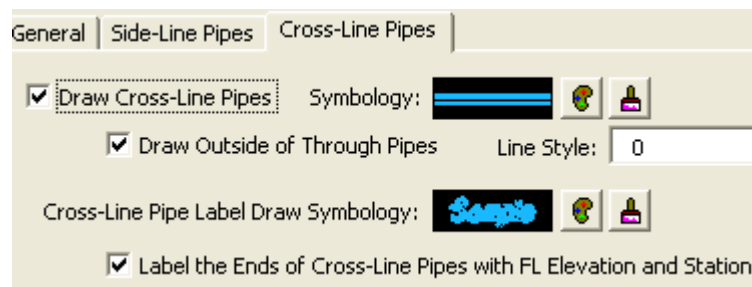 General Side-Line Pipes Cross-Line Pipes
Draw Cross-Line Pipes Symbology:
Draw Outside of Through Pipes Line Style: 0
Cross-Line Pipe Label Draw Symbology: Sample
Label the Ends of Cross-Line Pipes with FL Elevation and Station